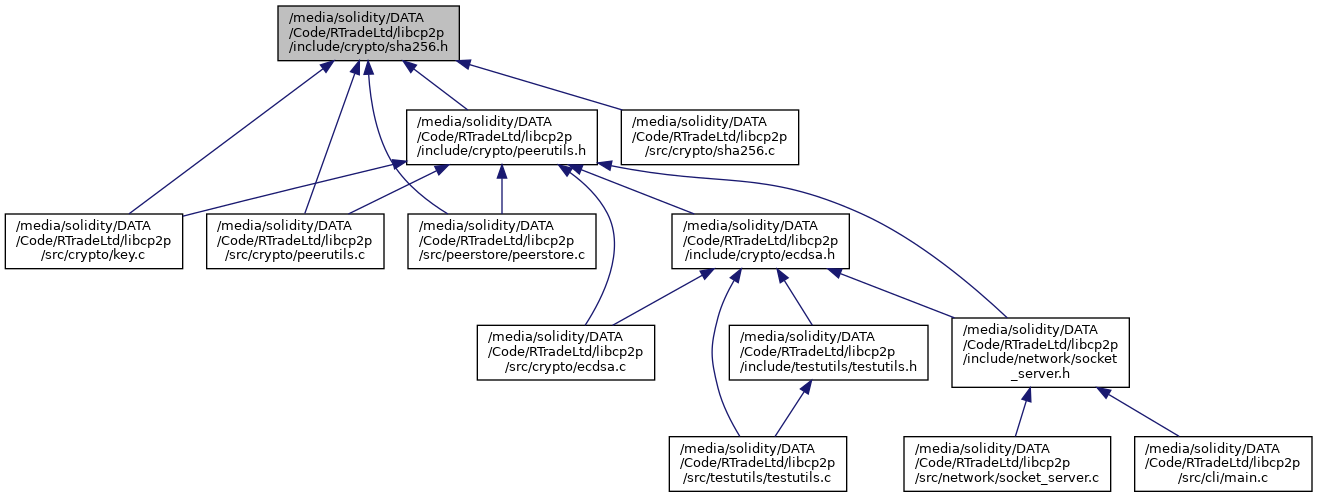 /media/solidity/DATA
/Code/RTradeLtd/libcp2p
/include/crypto/sha256.h
/media/solidity/DATA
/Code/RTradeLtd/libcp2p
/include/crypto/peerutils.h
/media/solidity/DATA
/Code/RTradeLtd/libcp2p
/src/crypto/sha256.c
/media/solidity/DATA
/Code/RTradeLtd/libcp2p
/src/crypto/key.c
/media/solidity/DATA
/Code/RTradeLtd/libcp2p
/src/crypto/peerutils.c
/media/solidity/DATA
/Code/RTradeLtd/libcp2p
/src/peerstore/peerstore.c
/media/solidity/DATA
/Code/RTradeLtd/libcp2p
/include/crypto/ecdsa.h
/media/solidity/DATA
/Code/RTradeLtd/libcp2p
/src/crypto/ecdsa.c
/media/solidity/DATA
/Code/RTradeLtd/libcp2p
/include/testutils/testutils.h
/media/solidity/DATA
/Code/RTradeLtd/libcp2p
/include/network/socket
_server.h
/media/solidity/DATA
/Code/RTradeLtd/libcp2p
/src/testutils/testutils.c
/media/solidity/DATA
/Code/RTradeLtd/libcp2p
/src/network/socket_server.c
/media/solidity/DATA
/Code/RTradeLtd/libcp2p
/src/cli/main.c